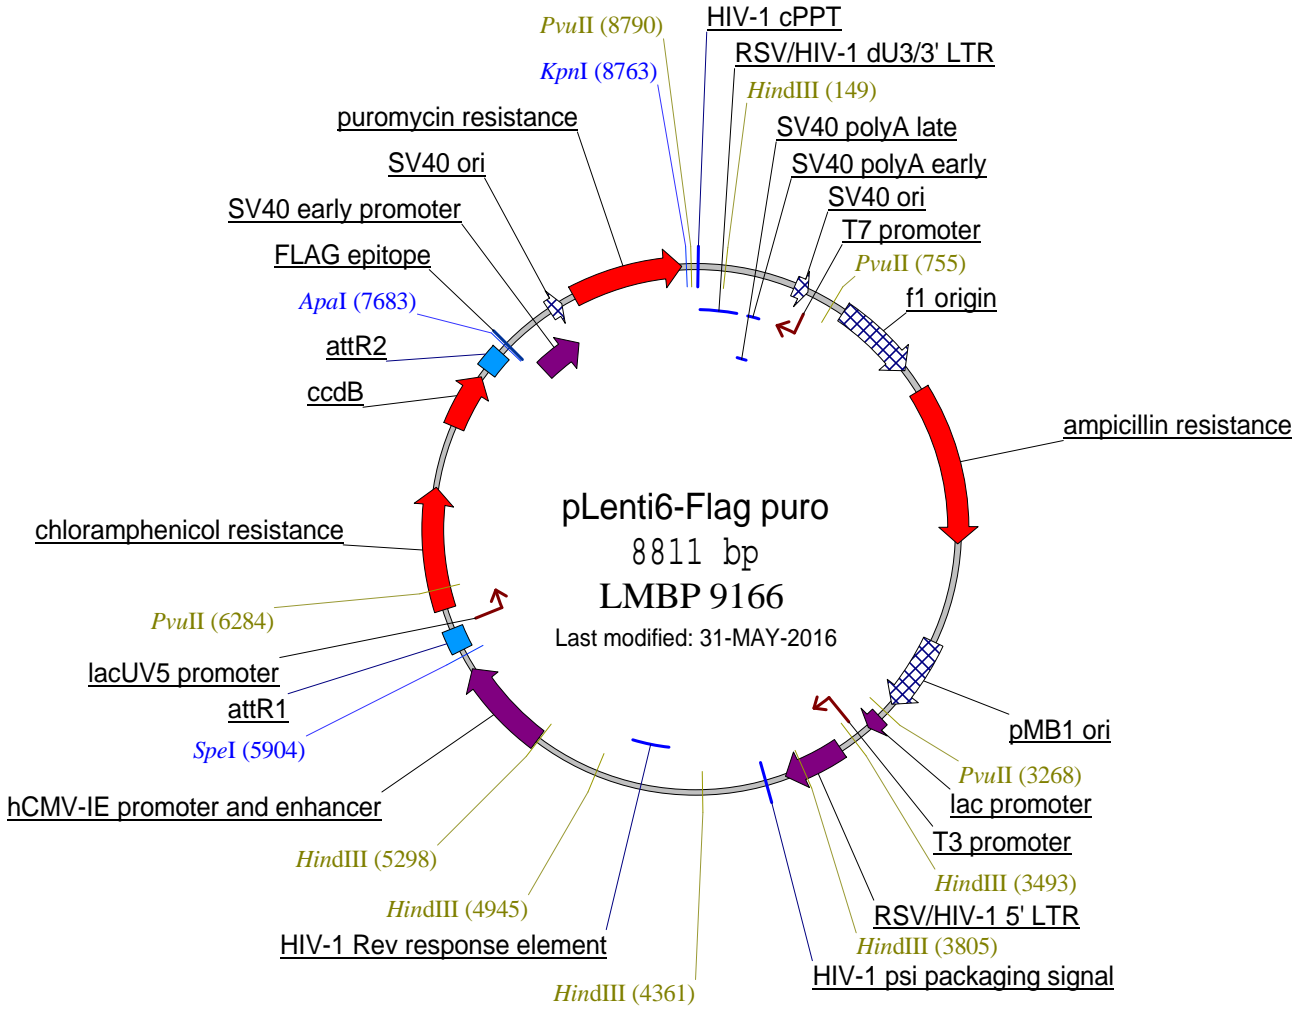 PvuII (8790)
HIV-1 cPPT
KpnI (8763)
RSV/HIV-1 dU3/3' LTR
HindIII (149)
puromycin resistance
SV40 polyA late
SV40 ori
SV40 polyA early
SV40 early promoter
SV40 ori
FLAG epitope
T7 promoter
ApaI (7683)
PvuII (755)
attR2
f1 origin
ccdB
ampicillin resistance
pLenti6-Flag puro
8811 bp
LMBP 9166
Last modified: 31-MAY-2016
chloramphenicol resistance
PvuII (6284)
lacUV5 promoter
attR1
SpeI (5904)
pMB1 ori
PvuII (3268)
hCMV-IE promoter and enhancer
lac promoter
T3 promoter
HindIII (5298)
HindIII (3493)
HindIII (4945)
RSV/HIV-1 5' LTR
HIV-1 Rev response element
HindIII (3805)
HIV-1 psi packaging signal
HindIII (4361)